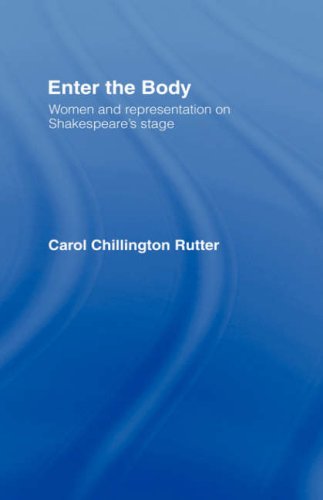 Enter the Body
Women and representation on
Shakespeare's stage
Carol Chillington Rutter